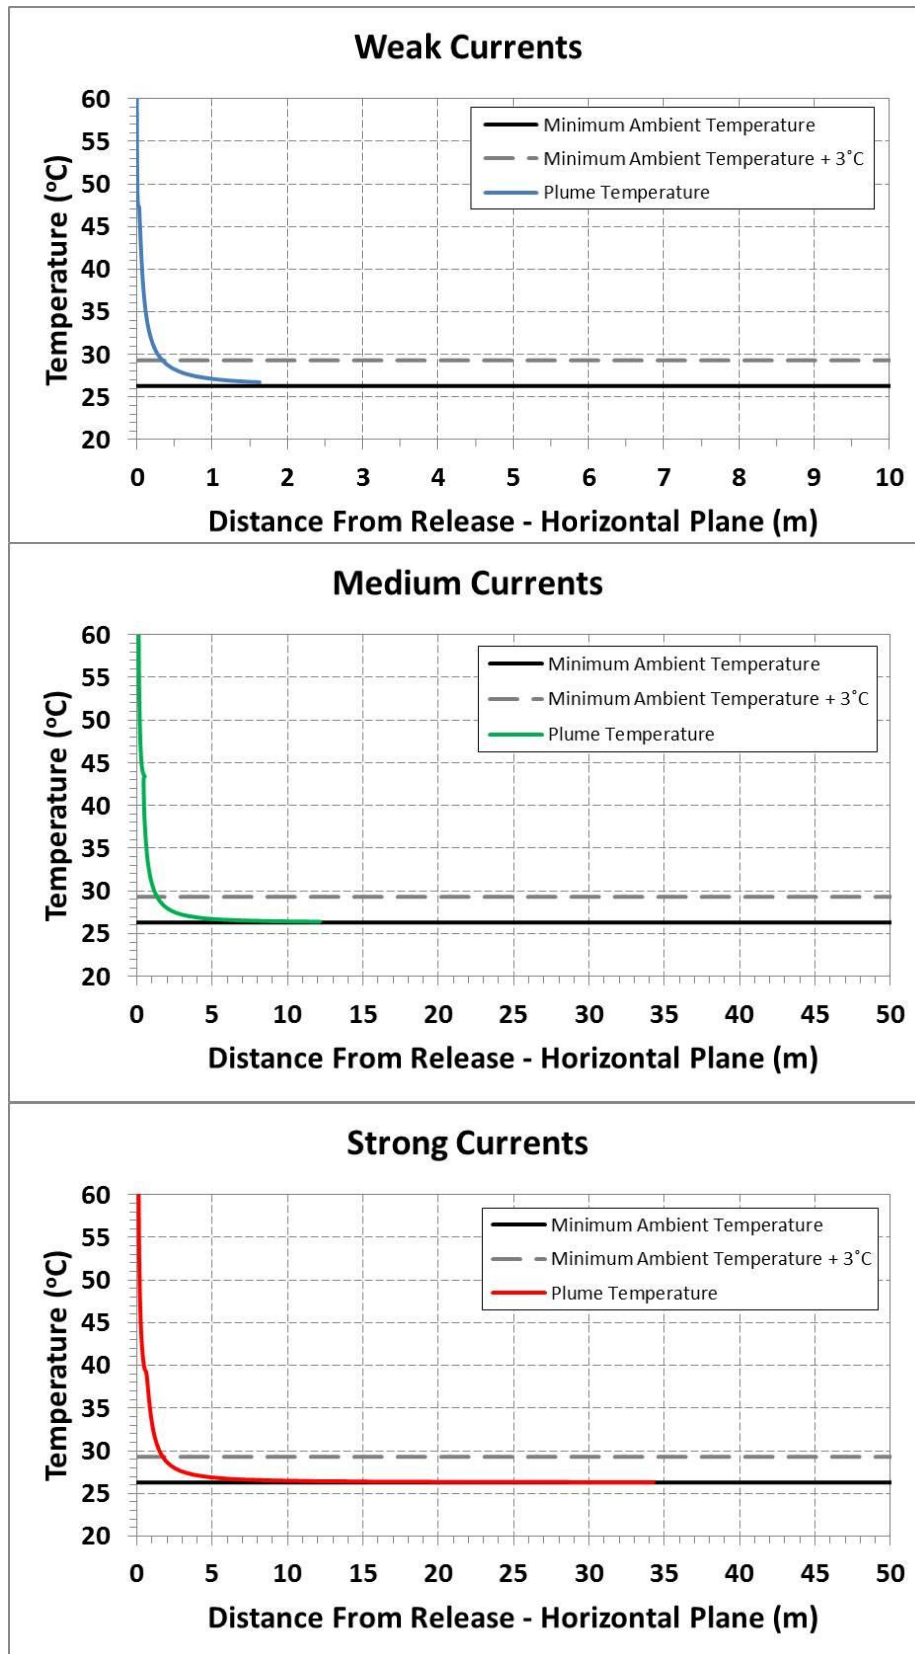 Weak Currents
60
55
50
45
40
35
30
25
20
Temperature (°C)
Minimum Ambient Temperature
Minimum Ambient Temperature + 3˚C
Plume Temperature
0 1 2 3 4 5 6 7 8 9 10
Distance From Release - Horizontal Plane (m)
Medium Currents
60
55
50
45
40
35
30
25
20
Temperature (°C)
Minimum Ambient Temperature
Minimum Ambient Temperature + 3˚C
Plume Temperature
0 5 10 15 20 25 30 35 40 45 50
Distance From Release - Horizontal Plane (m)
Strong Currents
60
55
50
45
40
35
30
25
20
Temperature (°C)
Minimum Ambient Temperature
Minimum Ambient Temperature + 3˚C
Plume Temperature
0 5 10 15 20 25 30 35 40 45 50
Distance From Release - Horizontal Plane (m)